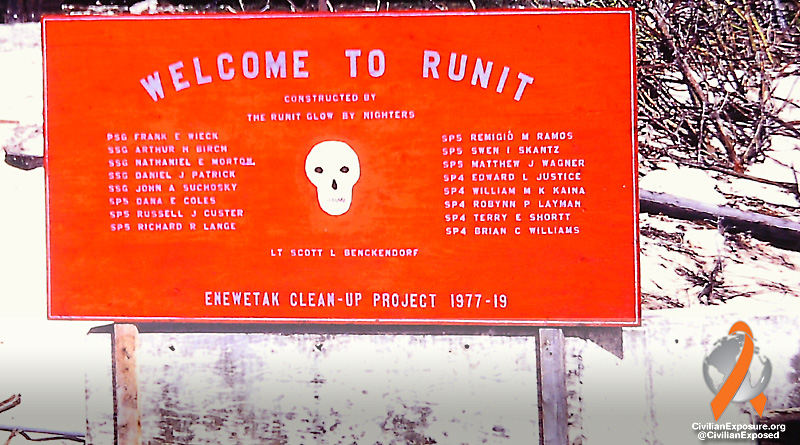 WELCOME TO RUNIT
CONSTRUCTED BY
THE RUNIT GLOW BY NIGHTERS
PSG FRANK E WIECK
SSG ARTHUR H BIRCH
SSG NATHANIEL E MORTON
SSG DANIEL J PATRICK
SSG JOHN A SUCHOSKY
SP5 DANA E COLES
SP5 RUSSELL J CUSTER
SP5 RICHARD R LANGE
SP5 REMIGIO M RAMOS
SP5 SWEN I SKANTZ
SP5 MATTHEW J WAGNER
SP4 EDWARD L JUSTICE
SP4 WILLIAM M K KAINA
SP4 ROBYNN P LAYMAN
SP4 TERRY E SHORTT
SP4 BRIAN C WILLIAMS
LT SCOTT L BENCKENDORF
ENEWETAK CLEAN-UP PROJECT 1977-19
CivilianExposure.org
@CivilianExposed